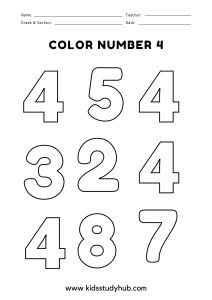 Name: Teacher:
Grade & Section: Date:
COLOR NUMBER 4
4 5 4
3 2 4
4 8 7
www.kidsstudyhub.com